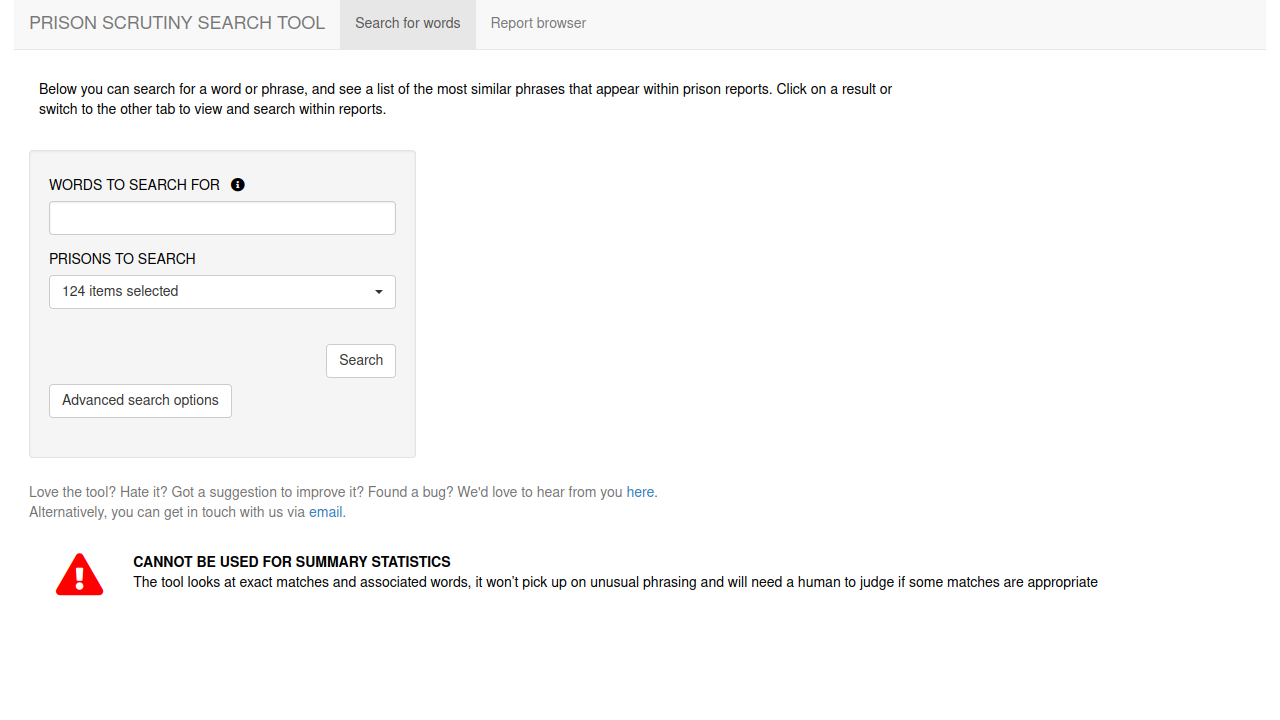 PRISON SCRUTINY SEARCH TOOL Search for words Report browser
Below you can search for a word or phrase, and see a list of the most similar phrases that appear within prison reports. Click on a result or
switch to the other tab to view and search within reports.
WORDS TO SEARCH FOR
PRISONS TO SEARCH
124 items selected
Search
Advanced search options
Love the tool? Hate it? Got a suggestion to improve it? Found a bug? We'd love to hear from you here.
Alternatively, you can get in touch with us via email.
CANNOT BE USED FOR SUMMARY STATISTICS
The tool looks at exact matches and associated words, it won't pick up on unusual phrasing and will need a human to judge if some matches are appropriate